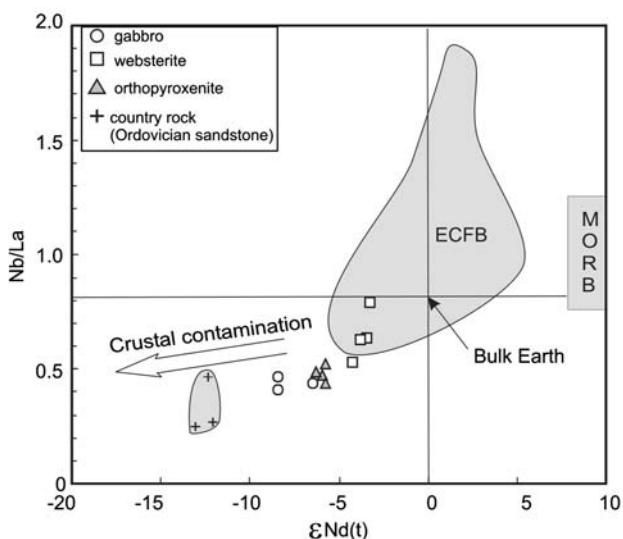 2.0
1.5
1.0
0.5
0
Nb/La
gabbro
websterite
orthopyroxenite
country rock
(Ordovician sandstone)
ECFB
M
O
R
B
Crustal contamination
Bulk Earth
-20
-15
-10
-5
0
5
10
εNd(t)